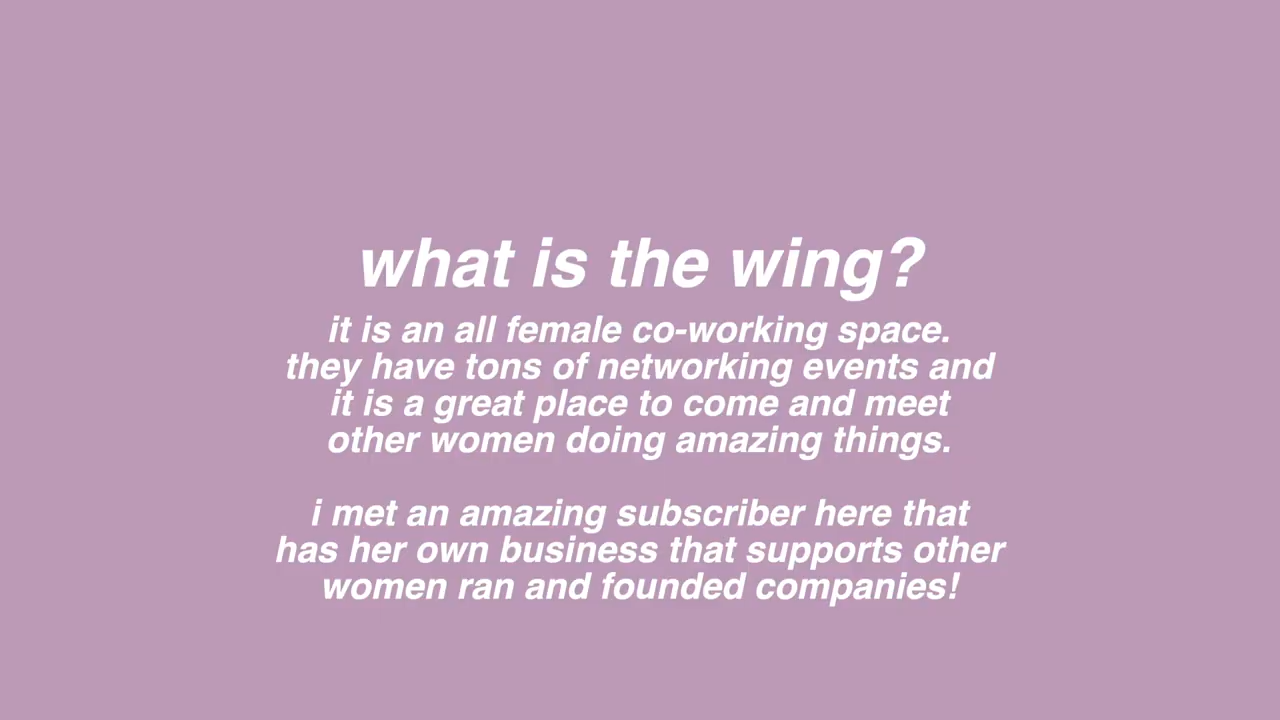 what is the wing?
it is an all female co-working space.
they have tons of networking events and
it is a great place to come and meet
other women doing amazing things.
i met an amazing subscriber here that
has her own business that supports other
women ran and founded companies!